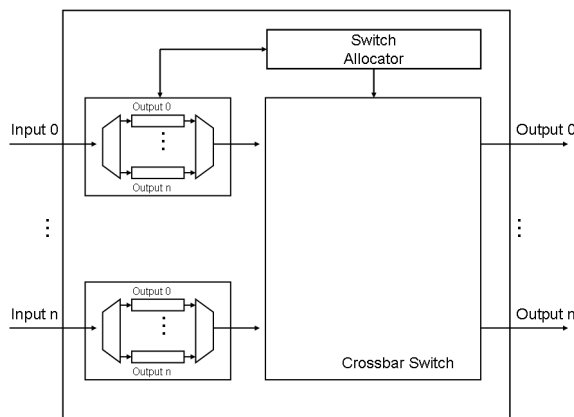 Switch
Allocator
Output 0
Input 0
Output 0
⋮
Output n
⋮
⋮
Output 0
Input n
Output n
⋮
Output n
Crossbar Switch